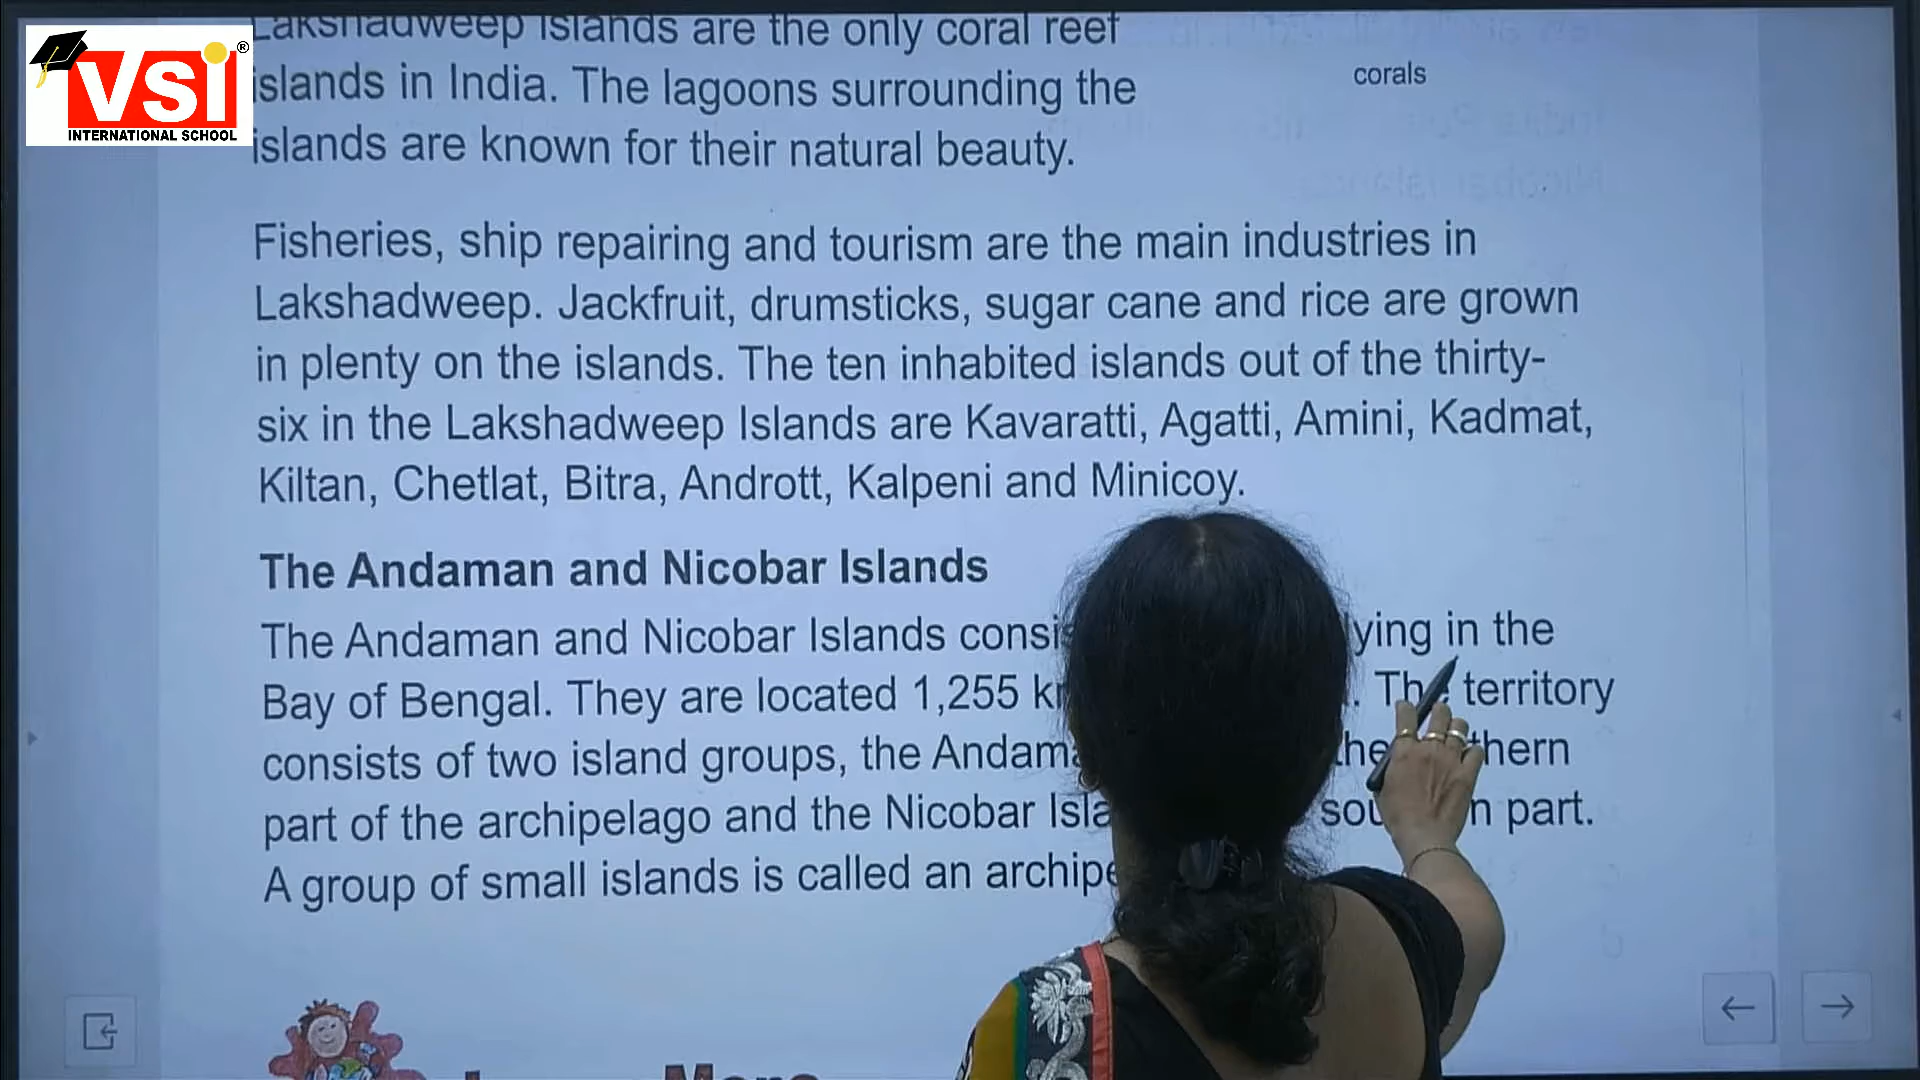 VSI ®
INTERNATIONAL SCHOOL
Lakshadweep Islands are the only coral reef
islands in India. The lagoons surrounding the
islands are known for their natural beauty.
corals
Fisheries, ship repairing and tourism are the main industries in
Lakshadweep. Jackfruit, drumsticks, sugar cane and rice are grown
in plenty on the islands. The ten inhabited islands out of the thirty-
six in the Lakshadweep Islands are Kavaratti, Agatti, Amini, Kadmat,
Kiltan, Chetlat, Bitra, Andrott, Kalpeni and Minicoy.
The Andaman and Nicobar Islands
The Andaman and Nicobar Islands lying in the
Bay of Bengal. They are located 1,255 The territory
consists of two island groups, the
part of the archipelago and the Nicobar part.
A group of small islands is called an